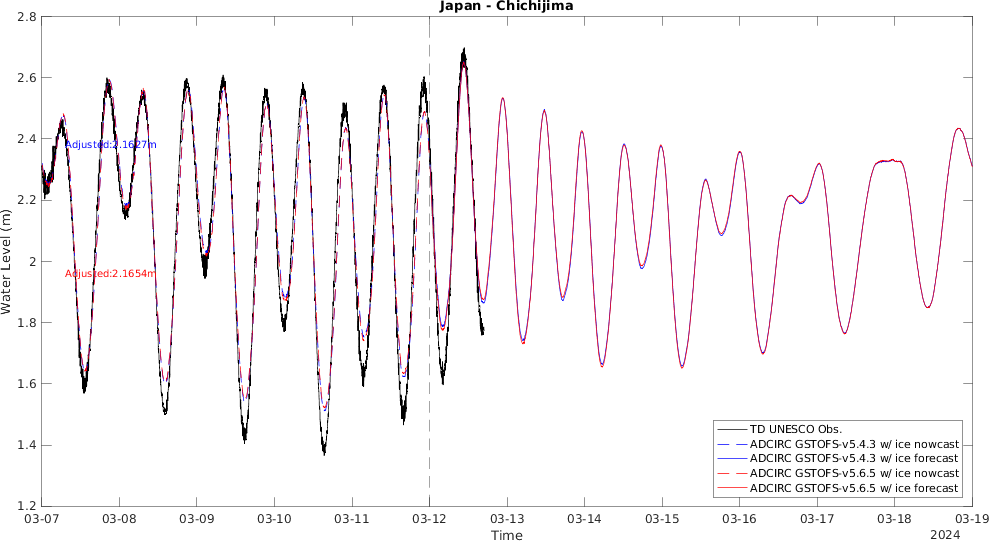 Japan - Chichijima
2.8
2.6
2.4
2.2
2
1.8
1.6
1.4
1.2
Water Level (m)
Adjusted:2.1627m
Adjusted:2.1654m
TD UNESCO Obs.
ADCIRC GSTOFS-v5.4.3 w/ ice nowcast
ADCIRC GSTOFS-v5.4.3 w/ ice forecast
ADCIRC GSTOFS-v5.6.5 w/ ice nowcast
ADCIRC GSTOFS-v5.6.5 w/ ice forecast
03-07 03-08 03-09 03-10 03-11 03-12 03-13 03-14 03-15 03-16 03-17 03-18 03-19
Time
2024